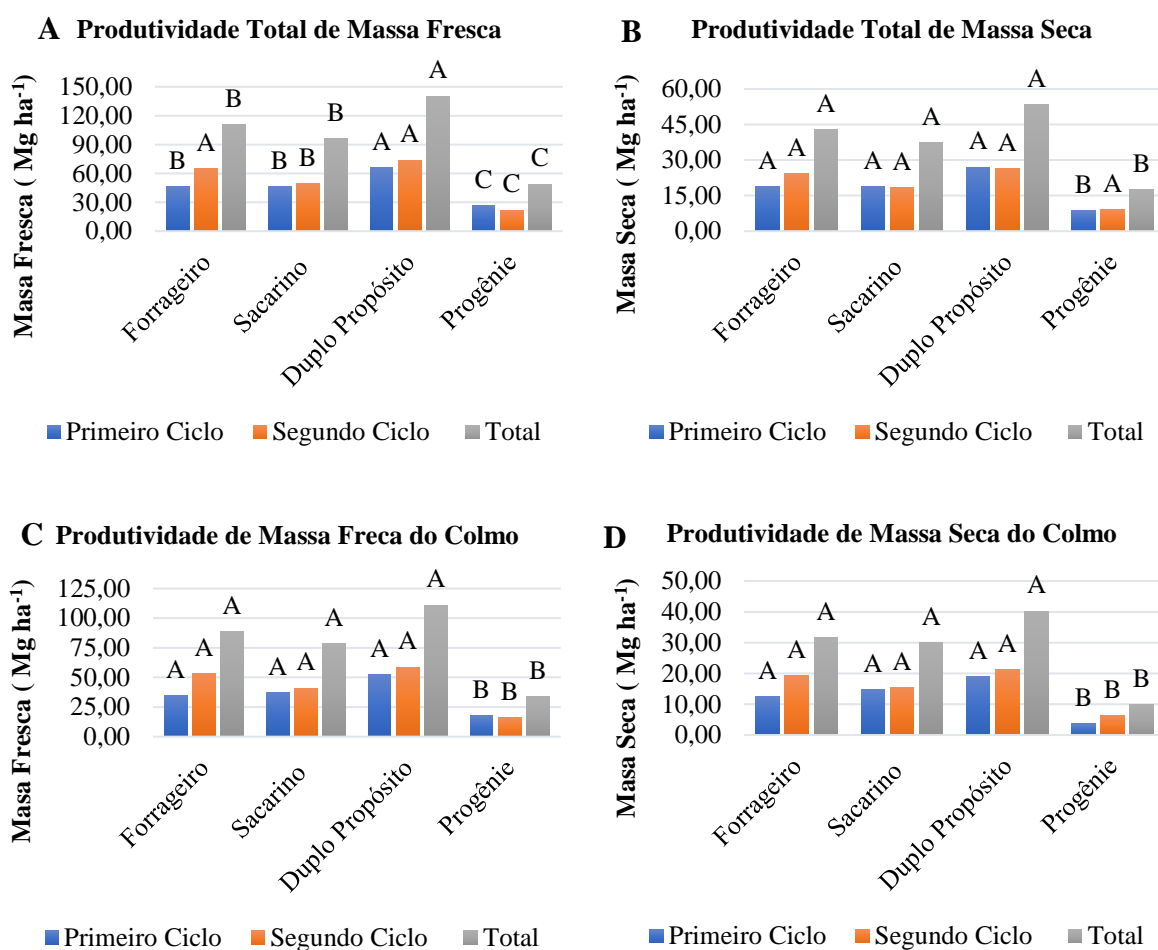 A Produtividade Total de Massa Fresca
Masa Fresca ( Mg ha-1)
150,00
120,00
90,00
60,00
30,00
0,00
B A B
B B B
A A A
C C C
Forrageiro
Sacarino
Duplo Propósito
Progênie
Primeiro Ciclo Segundo Ciclo Total
B Produtividade Total de Massa Seca
Masa Seca ( Mg ha-1)
60,00
45,00
30,00
15,00
0,00
A A A
A A A
A A A
B A B
Forrageiro
Sacarino
Duplo Propósito
Progênie
Primeiro Ciclo Segundo Ciclo Total
C Produtividade de Massa Freca do Colmo
Masa Fresca ( Mg ha-1)
125,00
100,00
75,00
50,00
25,00
0,00
A A A
A A A
A A A
B B B
Forrageiro
Sacarino
Duplo Propósito
Progênie
Primeiro Ciclo Segundo Ciclo Total
D Produtividade de Massa Seca do Colmo
Masa Seca ( Mg ha-1)
50,00
40,00
30,00
20,00
10,00
0,00
A A A
A A A
A A A
B B B
Forrageiro
Sacarino
Duplo Propósito
Progênie
Primeiro Ciclo Segundo Ciclo Total